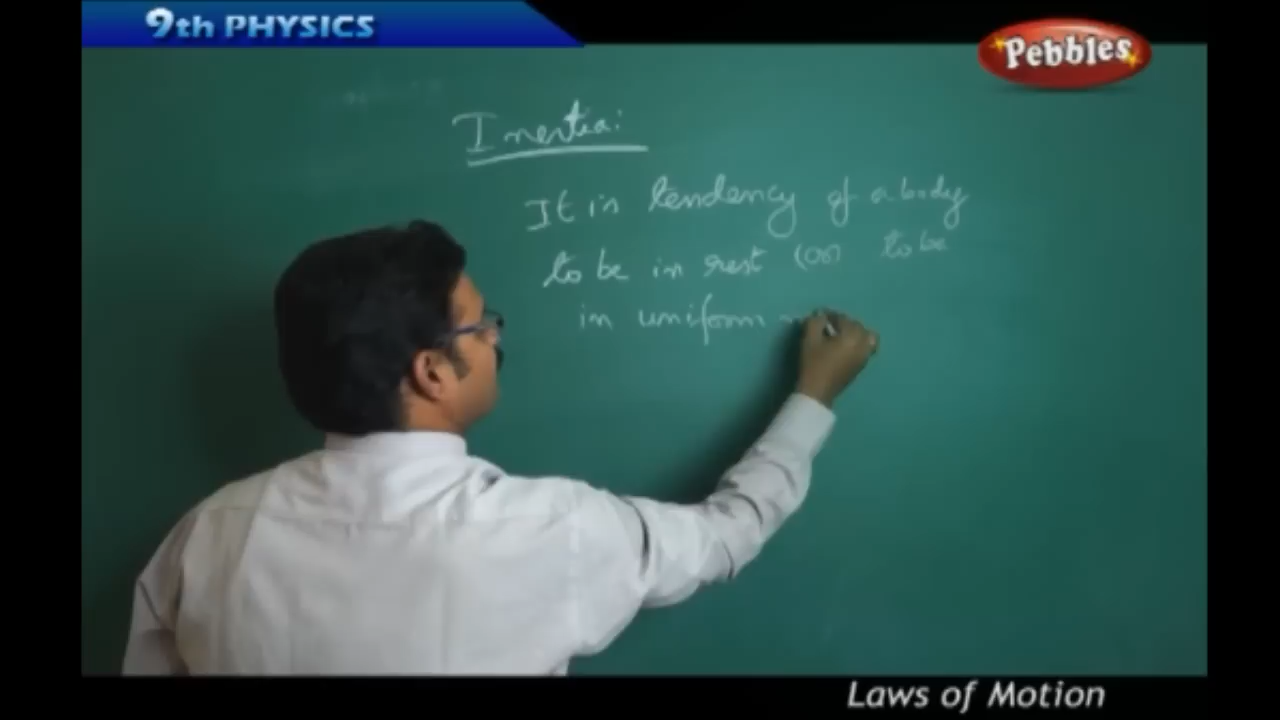 9th PHYSICS
Pebbles
Inertia:
It is tendency of a body
to be in rest (or) to be
in uniform
Laws of Motion